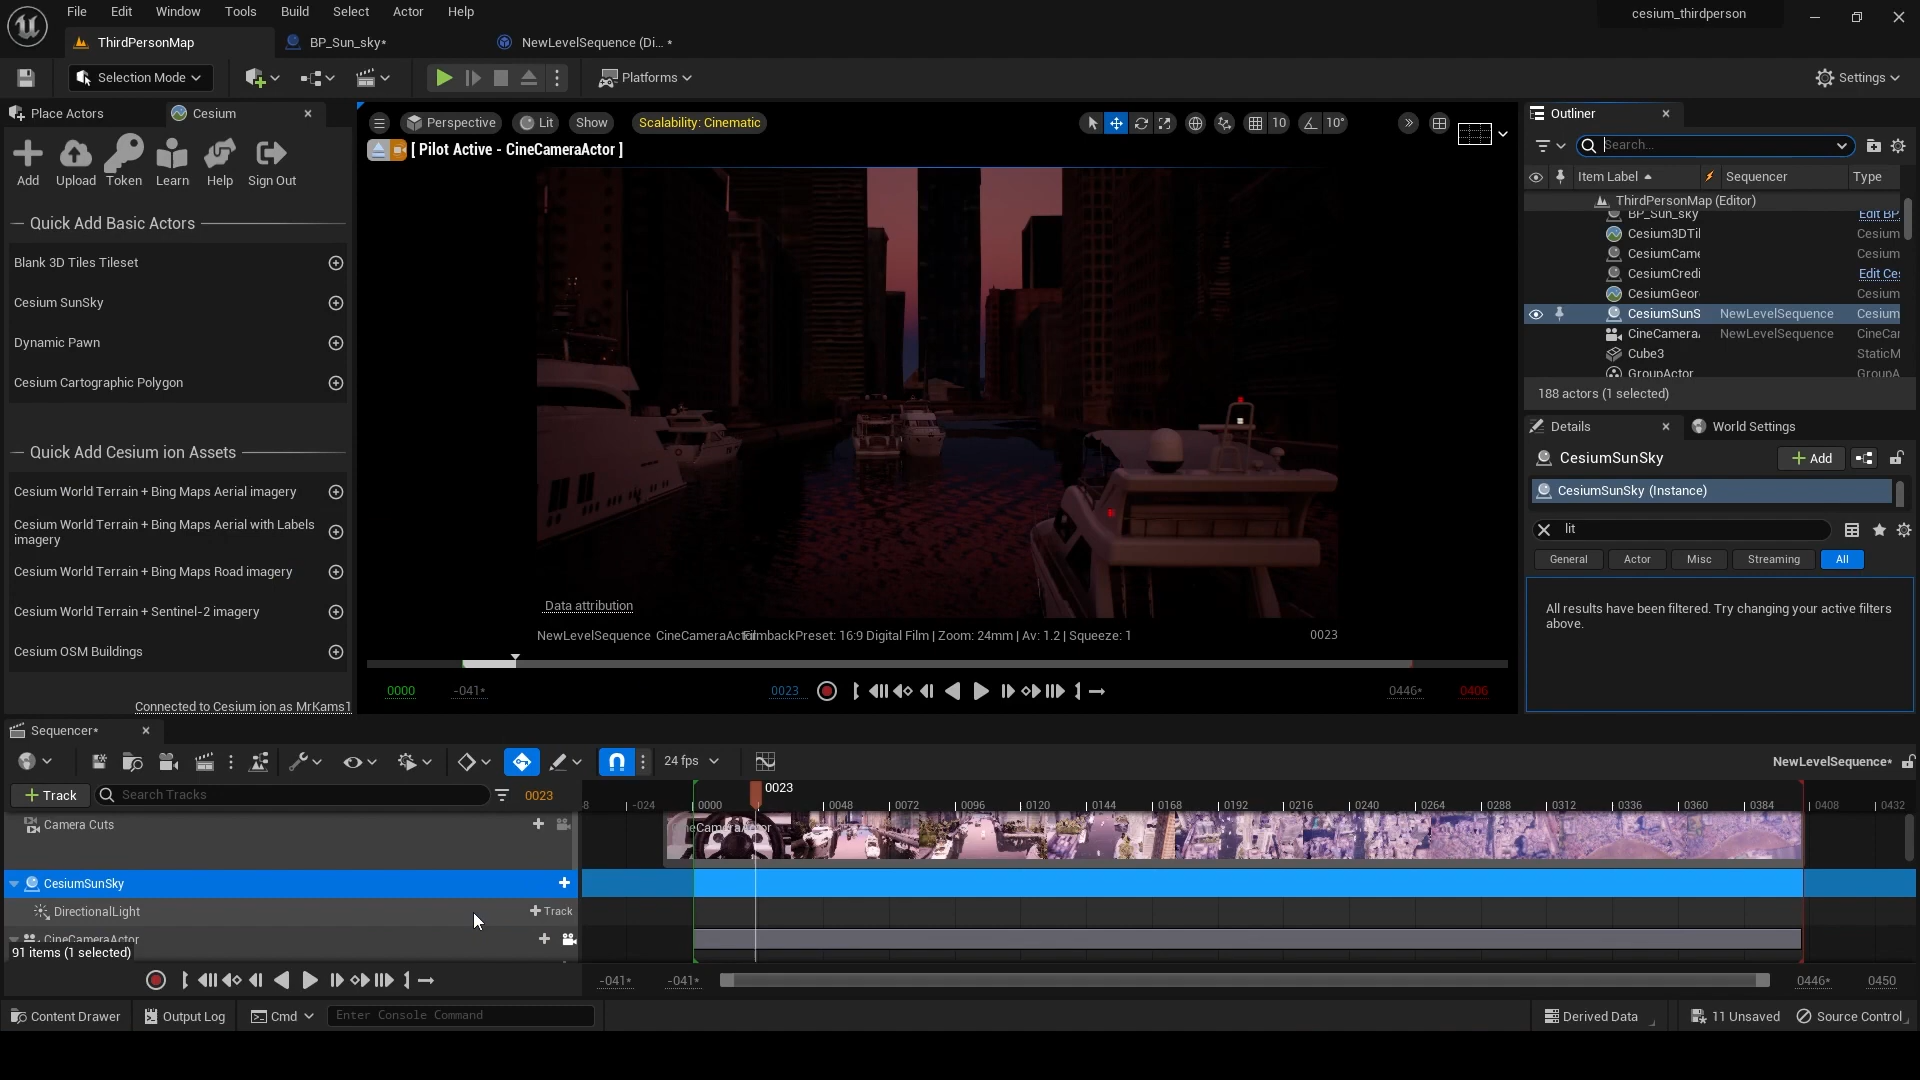 File Edit Window Tools Build Select Actor Help
cesium_thirdperson
ThirdPersonMap
BP_Sun_sky*
NewLevelSequence (Di... *
Selection Mode
Platforms
Settings
Place Actors
Cesium
Add Upload Token Learn Help Sign Out
Quick Add Basic Actors
Blank 3D Tiles Tileset
Cesium SunSky
Dynamic Pawn
Cesium Cartographic Polygon
Quick Add Cesium ion Assets
Cesium World Terrain + Bing Maps Aerial imagery
Cesium World Terrain + Bing Maps Aerial with Labels
imagery
Cesium World Terrain + Bing Maps Road imagery
Cesium World Terrain + Sentinel-2 imagery
Cesium OSM Buildings
Connected to Cesium ion as MrKams1
Perspective Lit Show Scalability: Cinematic
10 10°
[ Pilot Active - CineCameraActor ]
Data attribution
NewLevelSequence CineCameraActor FilmbackPreset: 16:9 Digital Film | Zoom: 24mm | Av: 1.2 | Squeeze: 1 0023
0000 -041* 0023 0446* 0406
Outliner
Search...
Item Label Sequencer Type
ThirdPersonMap (Editor)
BP_Sun_sky Edit BP
Cesium3DTil Cesium
CesiumCame Cesium
CesiumCredi Edit Ces
CesiumGeor Cesium
CesiumSunS NewLevelSequence Cesium
CineCamera NewLevelSequence CineCar
Cube3 StaticM
GroupActor GroupA
188 actors (1 selected)
Details
World Settings
CesiumSunSky
Add
CesiumSunSky (Instance)
lit
General Actor Misc Streaming All
All results have been filtered. Try changing your active filters
above.
Sequencer*
24 fps
NewLevelSequence*
Track
Search Tracks
0023
0023
8 -024 0000 0048 0072 0096 0120 0144 0168 0192 0216 0240 0264 0288 0312 0336 0360 0384 0408 0432
Camera Cuts
CineCameraActor
CesiumSunSky
DirectionalLight
Track
CineCameraActor
91 items (1 selected)
-041* -041* 0446* 0450
Content Drawer
Output Log
Cmd
Enter Console Command
Derived Data
11 Unsaved
Source Control